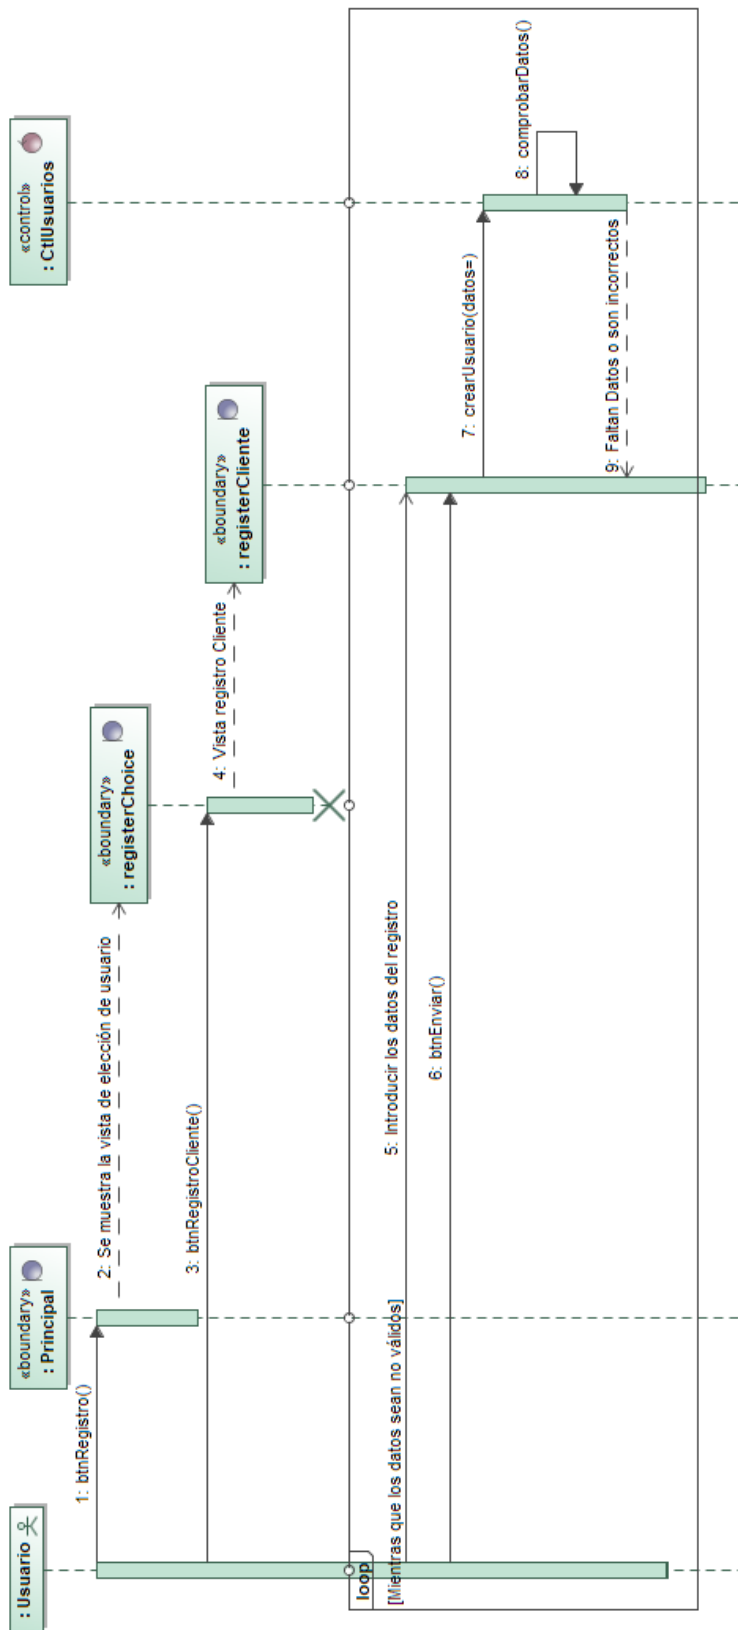 : Usuario
«boundary»
: Principal
«boundary»
: registerChoice
«boundary»
: registerCliente
«control»
: CtlUsuarios
1: btnRegistro()
2: Se muestra la vista de elección de usuario
3: btnRegistroCliente()
4: Vista registro Cliente
loop
[Mientras que los datos sean no válidos]
5: Introducir los datos del registro
6: btnEnviar()
7: crearUsuario(datos=)
8: comprobarDatos()
9: Faltan Datos o son incorrectos